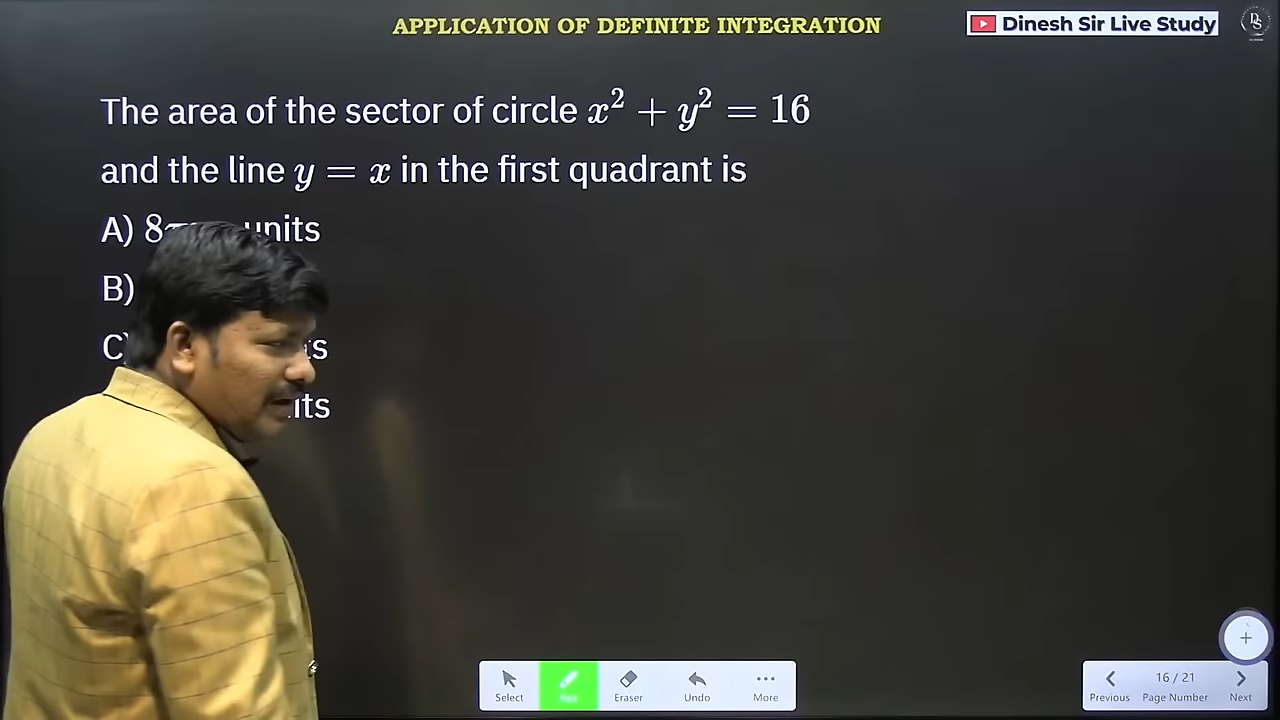 APPLICATION OF DEFINITE INTEGRATION
Dinesh Sir Live Study
DS
The area of the sector of circle x² + y² = 16
and the line y = x in the first quadrant is
A) 8 units
B)
C)
Select
Eraser
Undo
More
16 / 21
Previous
Page Number
Next